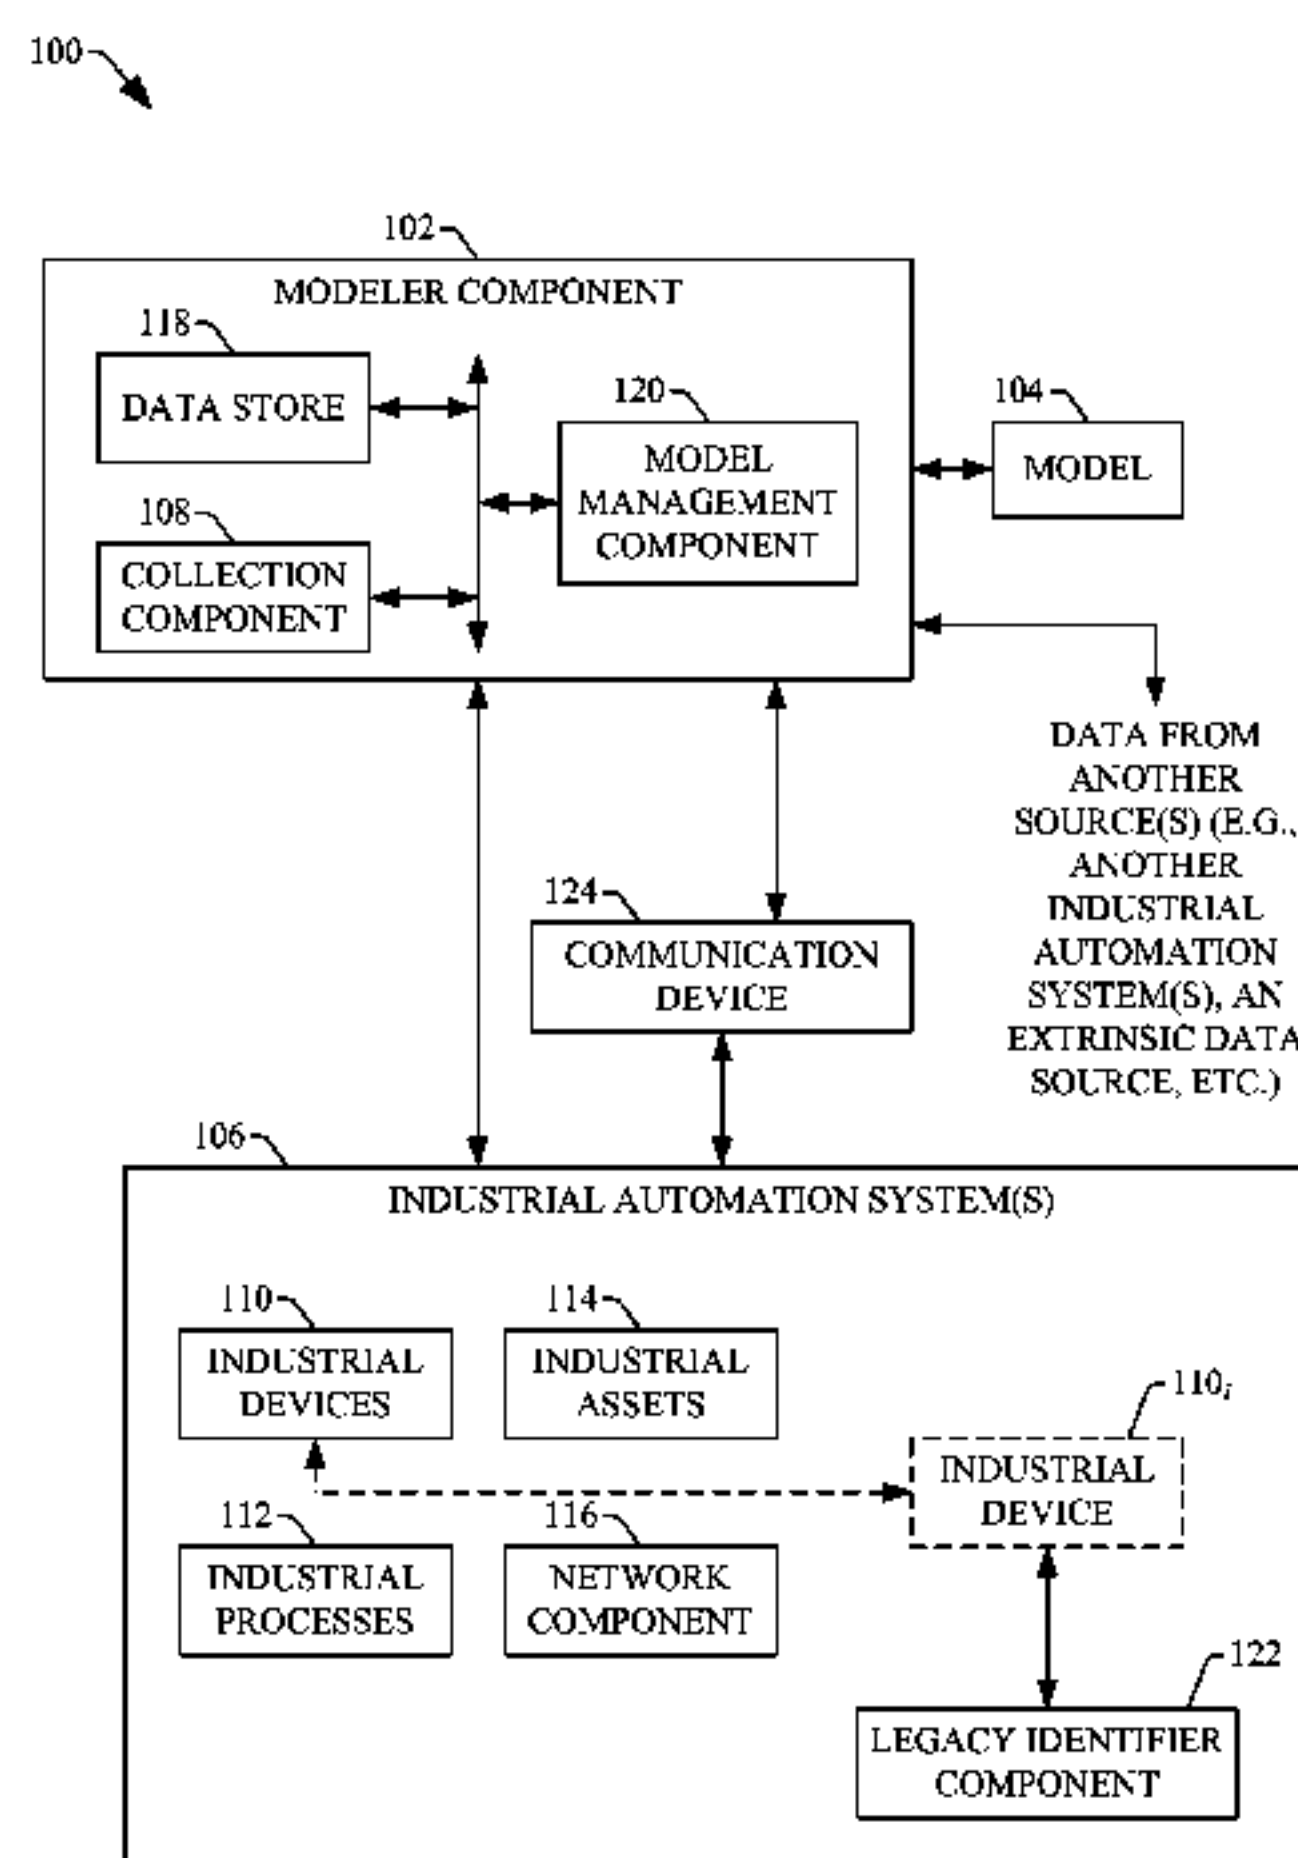 100
102
MODELER COMPONENT
118
DATA STORE
120
MODEL
MANAGEMENT
COMPONENT
104
MODEL
108
COLLECTION
COMPONENT
DATA FROM
ANOTHER
SOURCE(S) (E.G.,
ANOTHER
INDUSTRIAL
AUTOMATION
SYSTEM(S), AN
EXTRINSIC DATA
SOURCE, ETC.)
124
COMMUNICATION
DEVICE
106
INDUSTRIAL AUTOMATION SYSTEM(S)
110
INDUSTRIAL
DEVICES
114
INDUSTRIAL
ASSETS
110i
INDUSTRIAL
DEVICE
112
INDUSTRIAL
PROCESSES
116
NETWORK
COMPONENT
122
LEGACY IDENTIFIER
COMPONENT